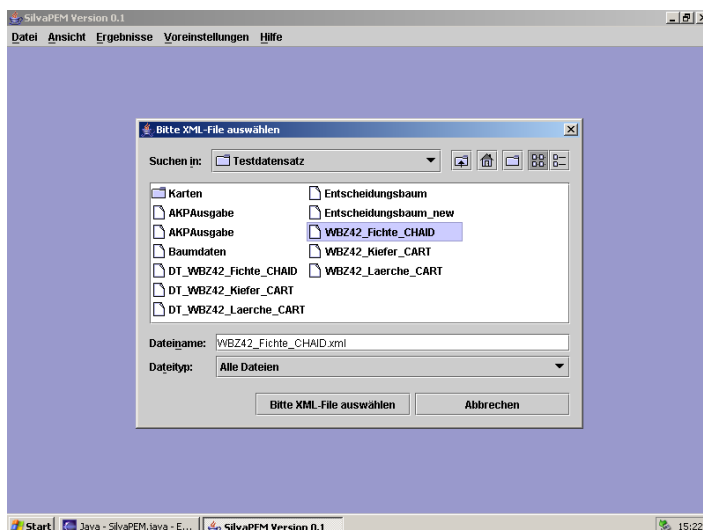 SilvaPEM Version 0.1
Datei Ansicht Ergebnisse Voreinstellungen Hilfe
Bitte XML-File auswählen
Suchen in: Testdatensatz
Karten Entscheidungsbaum
AKPAusgabe Entscheidungsbaum_new
AKPAusgabe WBZ42_Fichte_CHAID
Baumdaten WBZ42_Kiefer_CART
DT_WBZ42_Fichte_CHAID WBZ42_Laerche_CART
DT_WBZ42_Kiefer_CART
DT_WBZ42_Laerche_CART
Dateiname: WBZ42_Fichte_CHAID.xml
Dateityp: Alle Dateien
Bitte XML-File auswählen Abbrechen
Start Java - SilvaPEM.java - E... SilvaPEM Version 0.1 15:22